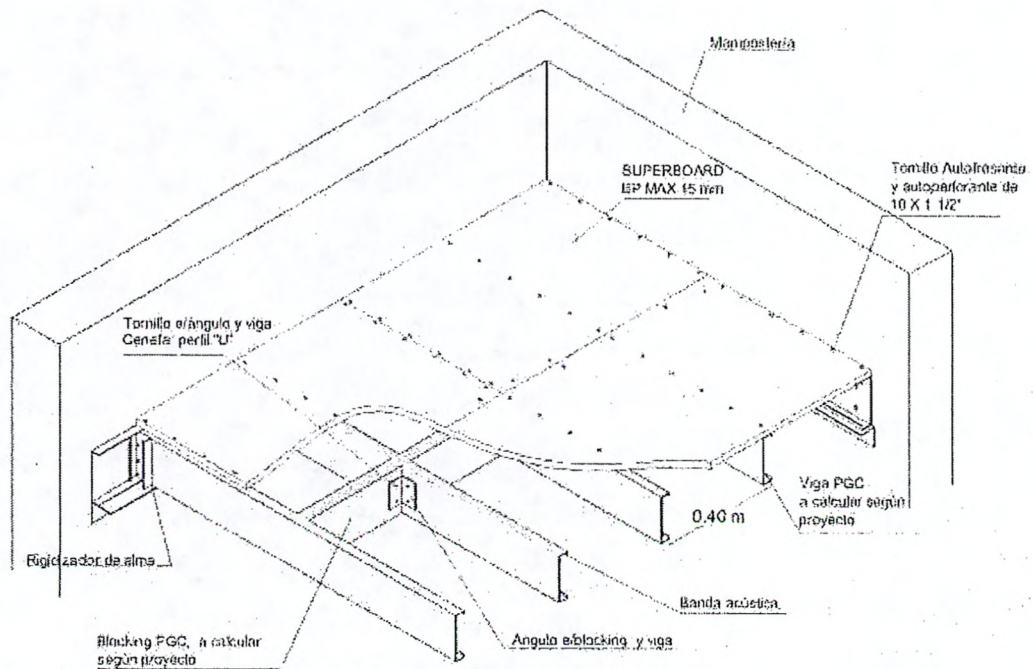 Mampostería
SUPERBOARD
EP MAX 15 mm
Tornillo Autofresante
y autoperforante de
10 X 1 1/2"
Tornillo e/ángulo y viga
Cenefa perfil "U"
Viga PGC
a calcular según
proyecto
0.40 m
Rigidizador de alma
Banda acústica
Blocking PGC, a calcular
según proyecto
Angulo e/blocking y viga